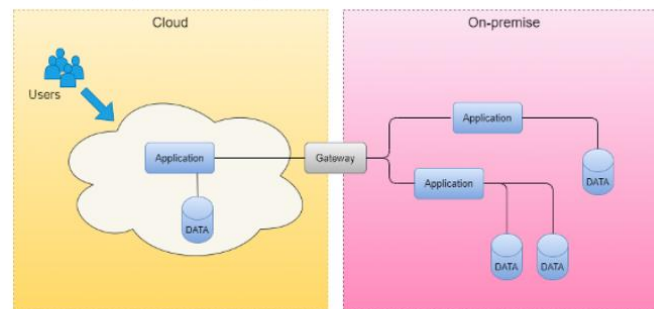 Cloud
On-premise
Users
Application
Application
Gateway
Application
DATA
DATA
DATA
DATA